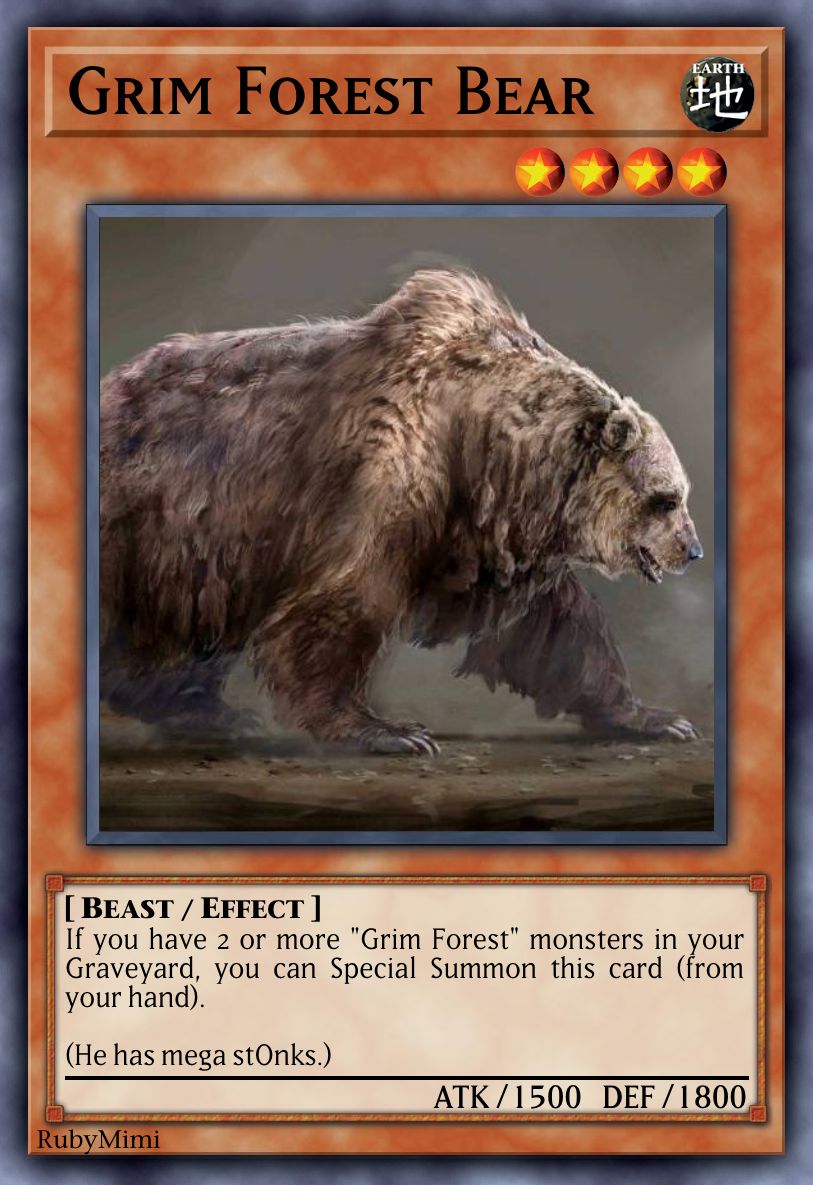 Grim Forest Bear
EARTH
地
[ Beast / Effect ]
If you have 2 or more "Grim Forest" monsters in your
Graveyard, you can Special Summon this card (from
your hand).
(He has mega stOnks.)
ATK / 1500 DEF / 1800
RubyMimi